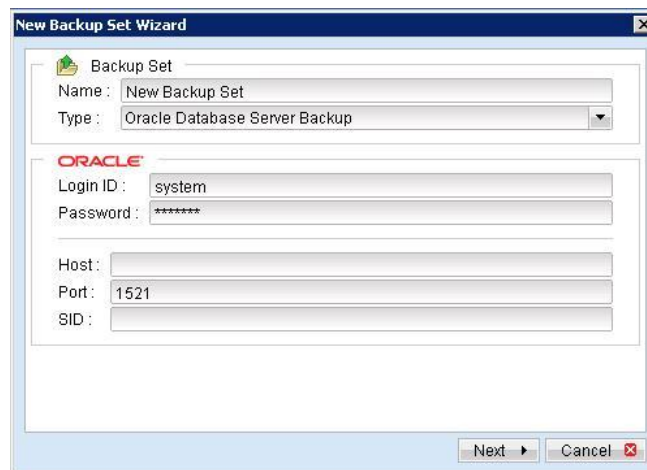 New Backup Set Wizard
Backup Set
Name : New Backup Set
Type : Oracle Database Server Backup
ORACLE
Login ID : system
Password : *******
Host :
Port : 1521
SID :
Next Cancel